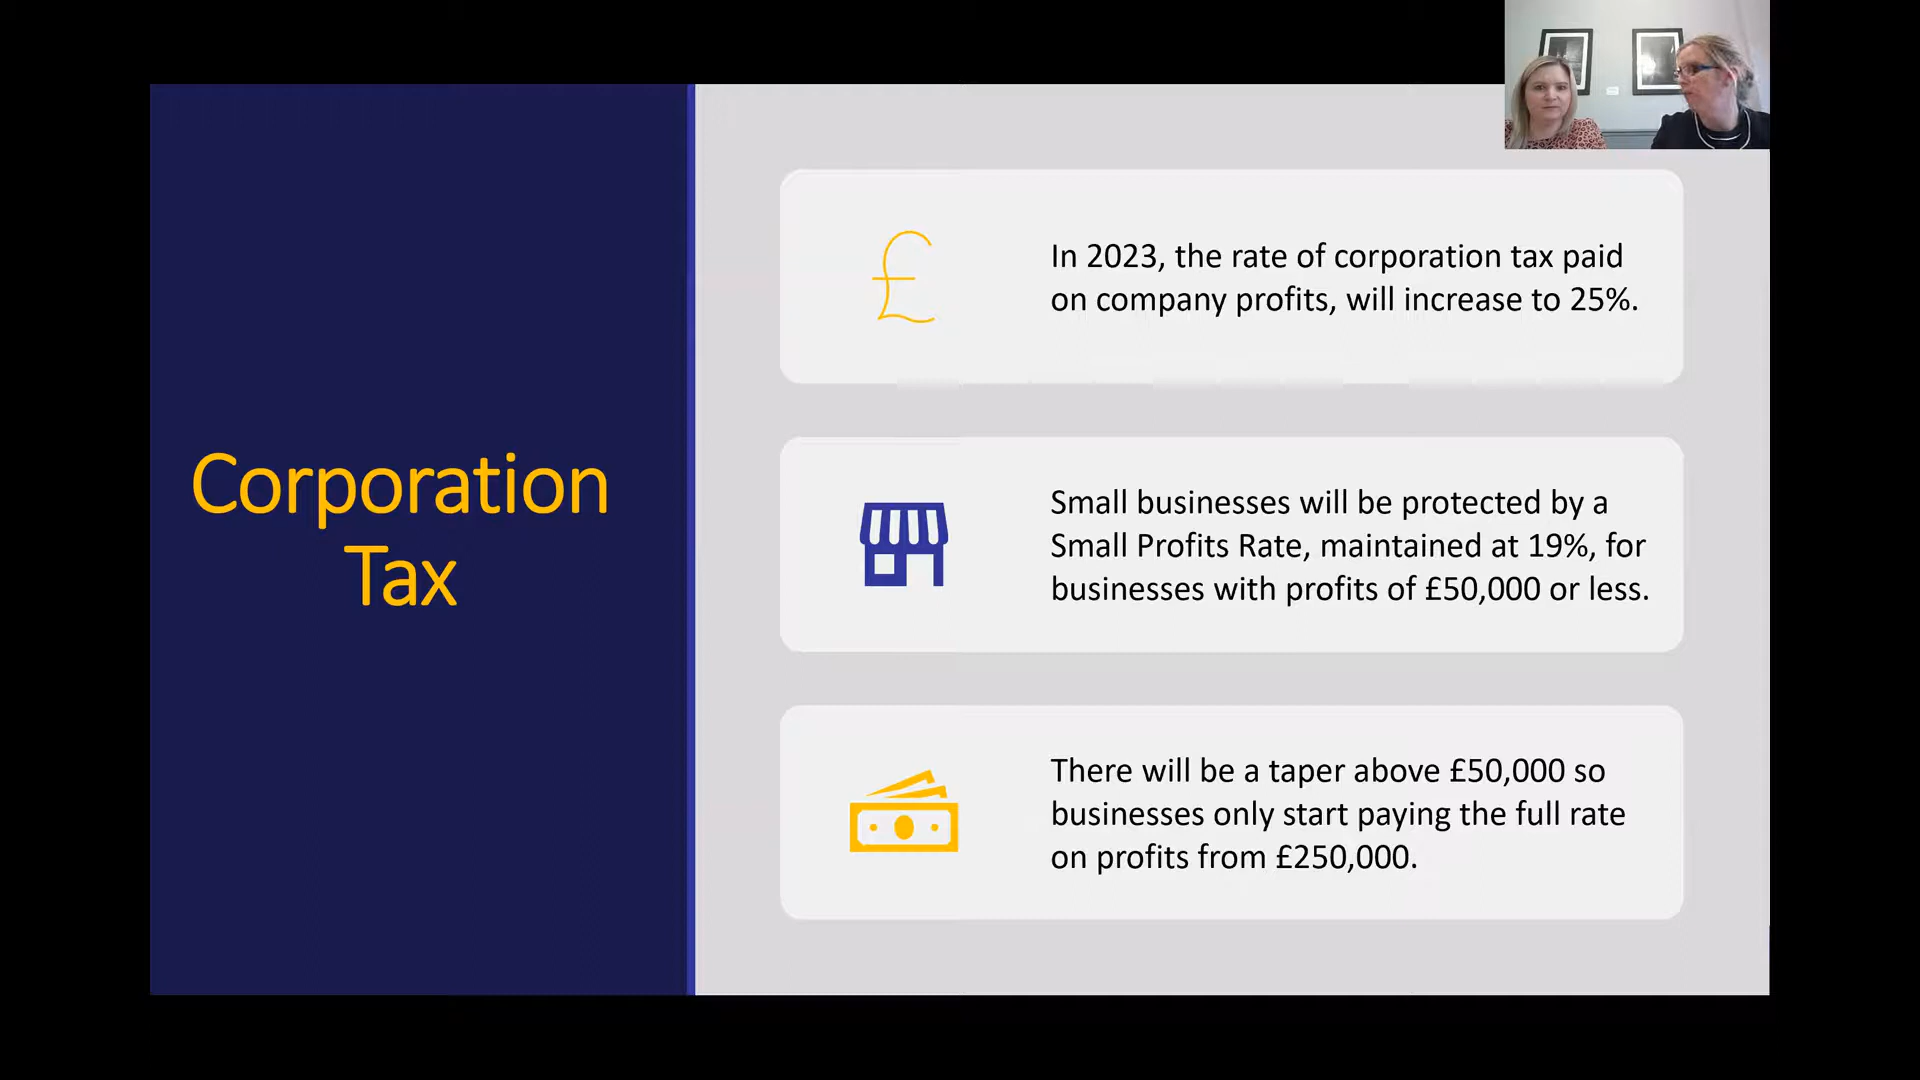 Corporation
Tax
£
In 2023, the rate of corporation tax paid
on company profits, will increase to 25%.
Small businesses will be protected by a
Small Profits Rate, maintained at 19%, for
businesses with profits of £50,000 or less.
There will be a taper above £50,000 so
businesses only start paying the full rate
on profits from £250,000.